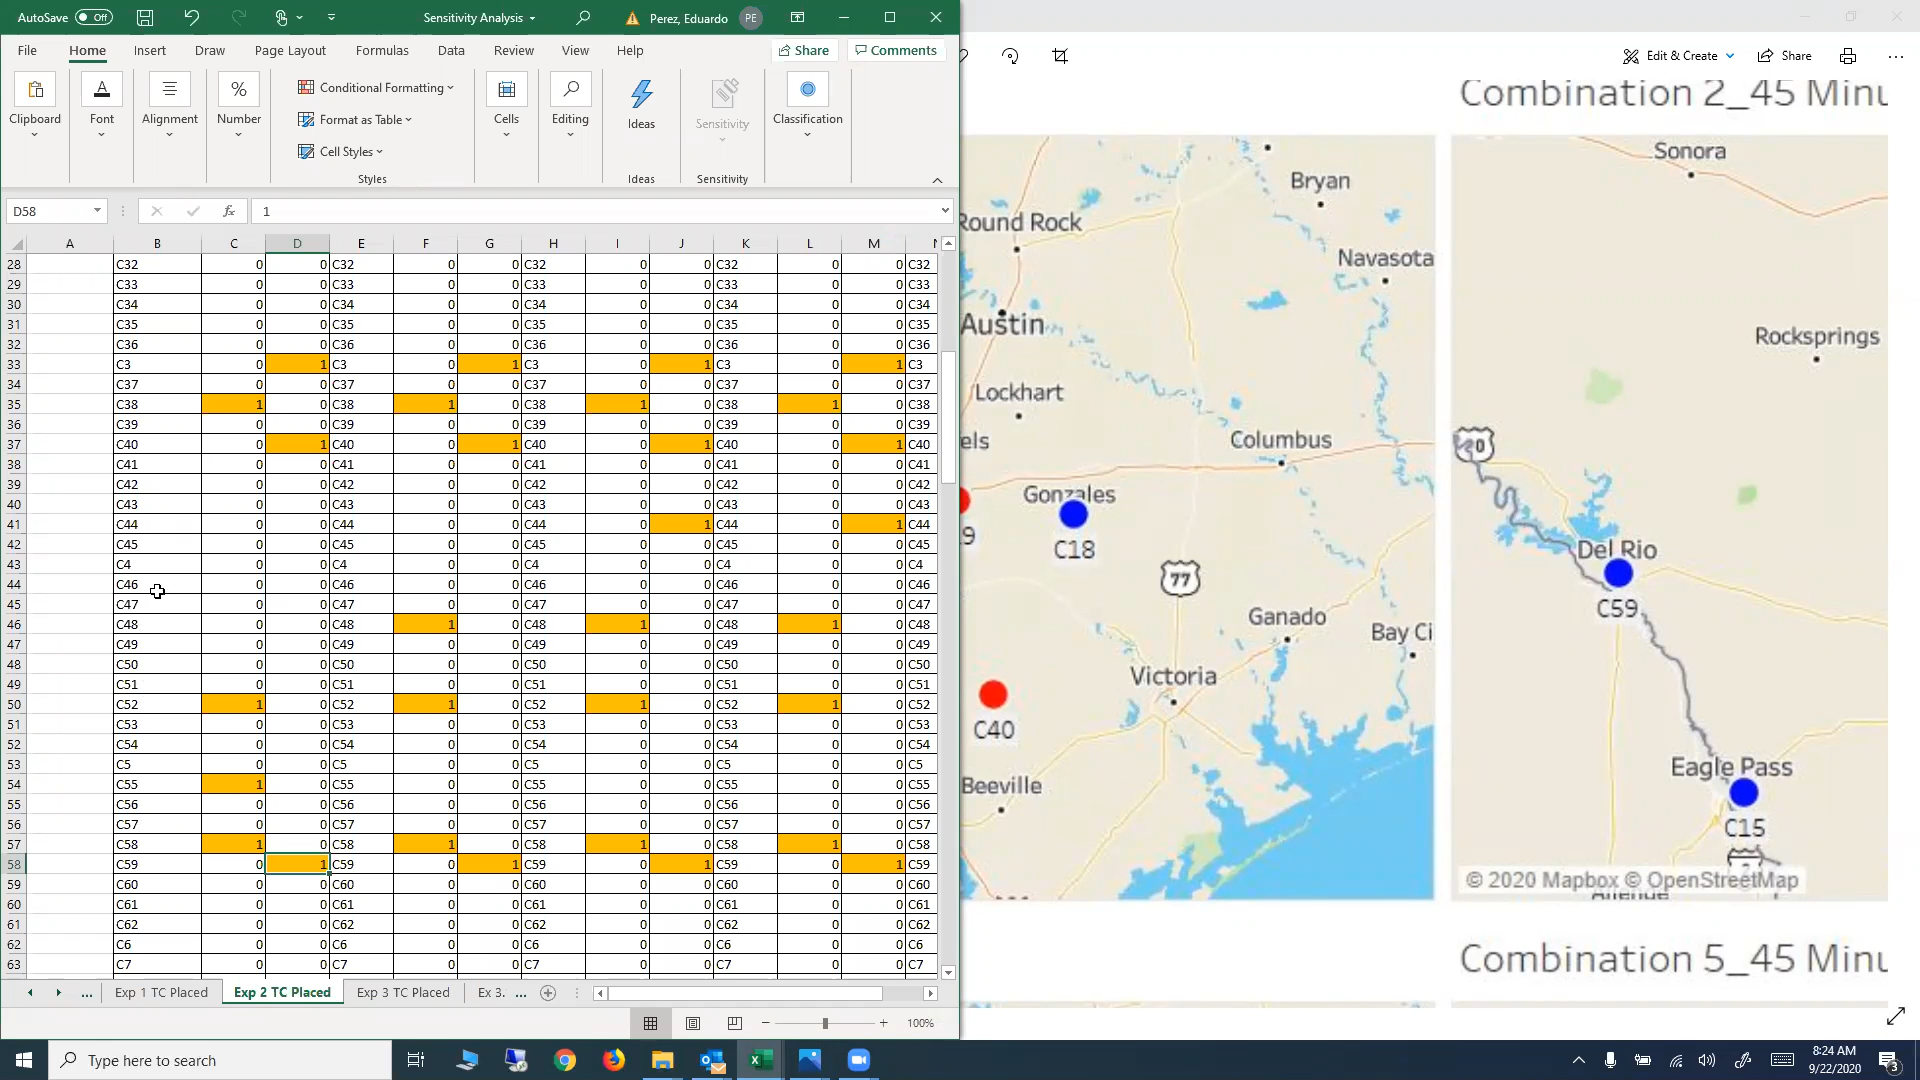 AutoSave Off Sensitivity Analysis Perez, Eduardo PE
File Home Insert Draw Page Layout Formulas Data Review View Help Share Comments
Clipboard Font Alignment Number Conditional Formatting Format as Table Cell Styles Cells Editing Ideas Sensitivity Classification
Styles Ideas Sensitivity
D58 fx 1
A B C D E F G H I J K L M N
28 C32 0 0 C32 0 0 C32 0 0 C32 0 0 C32
29 C33 0 0 C33 0 0 C33 0 0 C33 0 0 C33
30 C34 0 0 C34 0 0 C34 0 0 C34 0 0 C34
31 C35 0 0 C35 0 0 C35 0 0 C35 0 0 C35
32 C36 0 0 C36 0 0 C36 0 0 C36 0 0 C36
33 C3 0 1 C3 0 1 C3 0 1 C3 0 1 C3
34 C37 0 0 C37 0 0 C37 0 0 C37 0 0 C37
35 C38 1 0 C38 1 0 C38 1 0 C38 1 0 C38
36 C39 0 0 C39 0 0 C39 0 0 C39 0 0 C39
37 C40 0 1 C40 0 1 C40 0 1 C40 0 1 C40
38 C41 0 0 C41 0 0 C41 0 0 C41 0 0 C41
39 C42 0 0 C42 0 0 C42 0 0 C42 0 0 C42
40 C43 0 0 C43 0 0 C43 0 0 C43 0 0 C43
41 C44 0 0 C44 0 0 C44 0 1 C44 0 1 C44
42 C45 0 0 C45 0 0 C45 0 0 C45 0 0 C45
43 C4 0 0 C4 0 0 C4 0 0 C4 0 0 C4
44 C46 0 0 C46 0 0 C46 0 0 C46 0 0 C46
45 C47 0 0 C47 0 0 C47 0 0 C47 0 0 C47
46 C48 0 0 C48 1 0 C48 1 0 C48 1 0 C48
47 C49 0 0 C49 0 0 C49 0 0 C49 0 0 C49
48 C50 0 0 C50 0 0 C50 0 0 C50 0 0 C50
49 C51 0 0 C51 0 0 C51 0 0 C51 0 0 C51
50 C52 1 0 C52 1 0 C52 1 0 C52 1 0 C52
51 C53 0 0 C53 0 0 C53 0 0 C53 0 0 C53
52 C54 0 0 C54 0 0 C54 0 0 C54 0 0 C54
53 C5 0 0 C5 0 0 C5 0 0 C5 0 0 C5
54 C55 1 0 C55 0 0 C55 0 0 C55 0 0 C55
55 C56 0 0 C56 0 0 C56 0 0 C56 0 0 C56
56 C57 0 0 C57 0 0 C57 0 0 C57 0 0 C57
57 C58 1 0 C58 1 0 C58 1 0 C58 1 0 C58
58 C59 0 1 C59 0 1 C59 0 1 C59 0 1 C59
59 C60 0 0 C60 0 0 C60 0 0 C60 0 0 C60
60 C61 0 0 C61 0 0 C61 0 0 C61 0 0 C61
61 C62 0 0 C62 0 0 C62 0 0 C62 0 0 C62
62 C6 0 0 C6 0 0 C6 0 0 C6 0 0 C6
63 C7 0 0 C7 0 0 C7 0 0 C7 0 0 C7
... Exp 1 TC Placed Exp 2 TC Placed Exp 3 TC Placed Ex 3. ...
100%
Edit & Create Share
Combination 2_45 Minu
Bryan
Round Rock
Navasota
Austin
Lockhart
els
Columbus
Gonzales
9 C18
77
Ganado
Bay Ci
Victoria
C40
Beeville
Sonora
Rocksprings
Del Rio
C59
Eagle Pass
C15
© 2020 Mapbox © OpenStreetMap
Combination 5_45 Minu
Type here to search
8:24 AM
9/22/2020
3